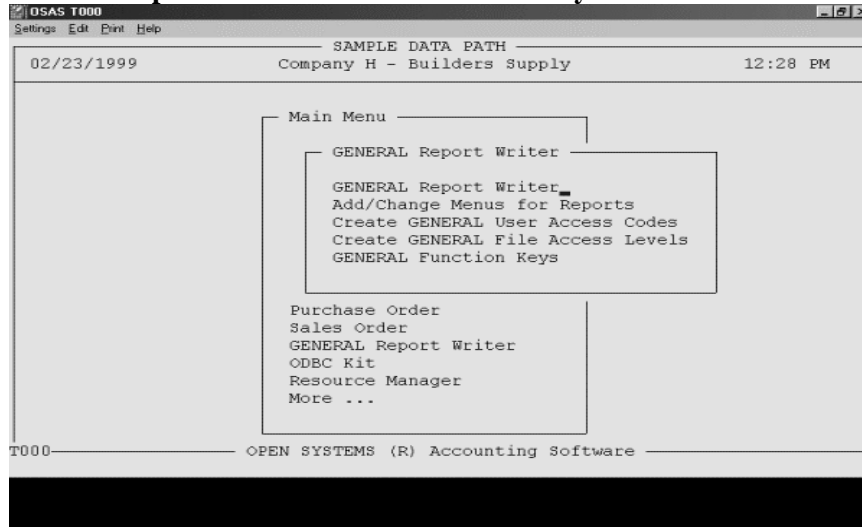 OSAS T000
Settings Edit Print Help
SAMPLE DATA PATH
02/23/1999 Company H - Builders Supply 12:28 PM
Main Menu
GENERAL Report Writer
GENERAL Report Writer
Add/Change Menus for Reports
Create GENERAL User Access Codes
Create GENERAL File Access Levels
GENERAL Function Keys
Purchase Order
Sales Order
GENERAL Report Writer
ODBC Kit
Resource Manager
More ...
T000 OPEN SYSTEMS (R) Accounting Software